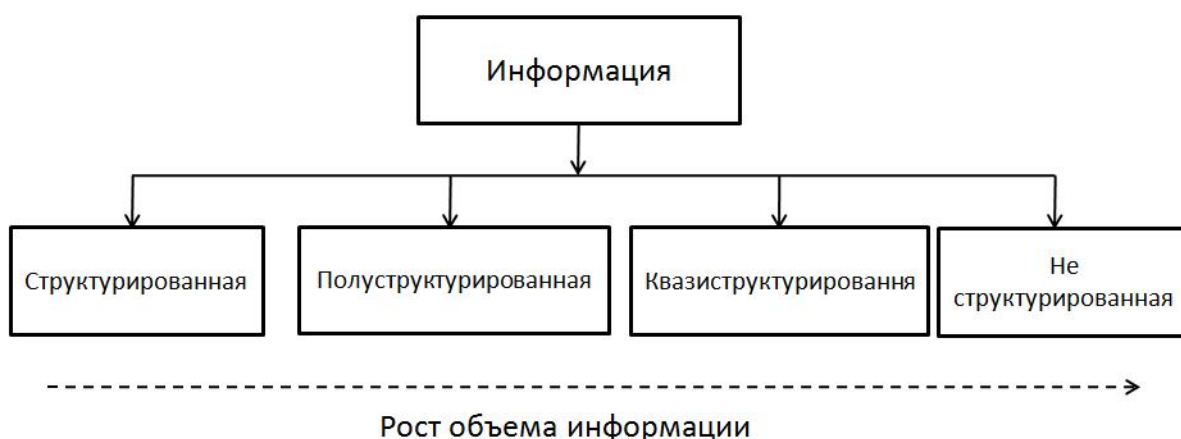 Информация
Структурированная
Полуструктурированная
Квазиструктурировання
Не
структурированная
Рост объема информации